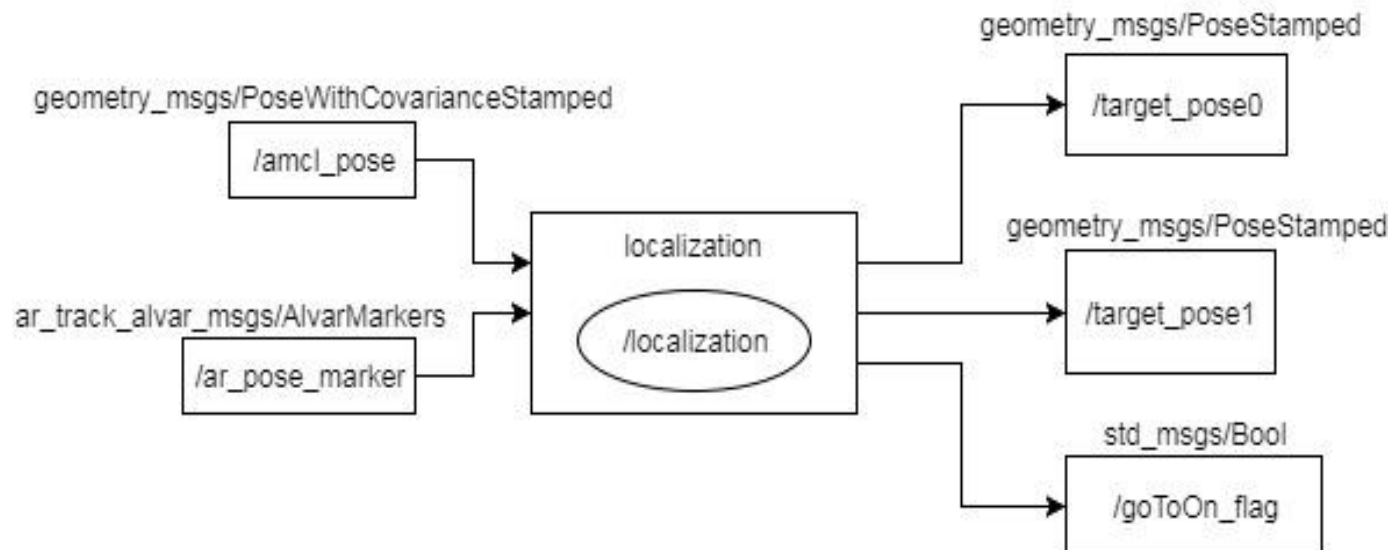 geometry_msgs/PoseStamped
/target_pose0
geometry_msgs/PoseWithCovarianceStamped
/amcl_pose
geometry_msgs/PoseStamped
localization
/target_pose1
ar_track_alvar_msgs/AlvarMarkers
/localization
/ar_pose_marker
std_msgs/Bool
/goToOn_flag